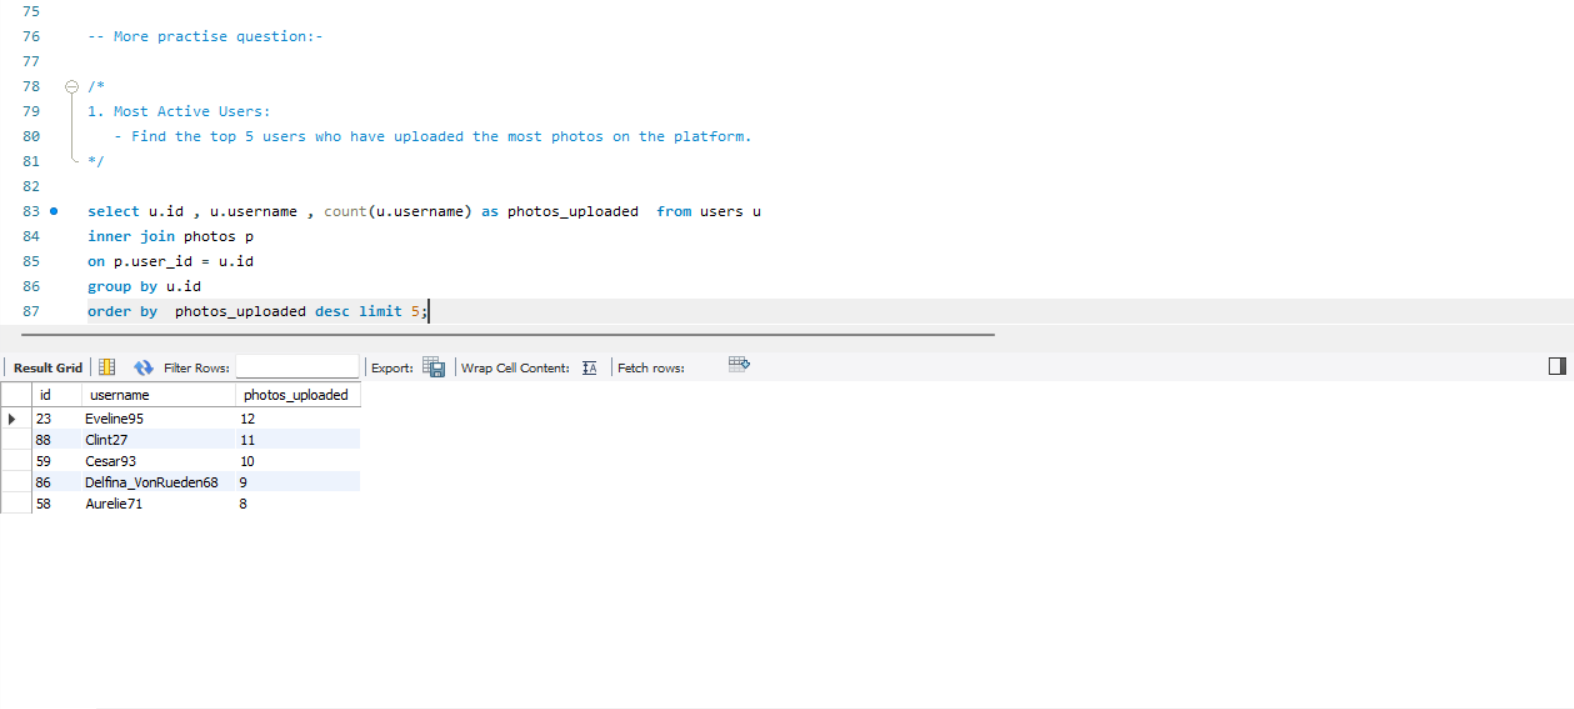 75
76 -- More practise question:-
77
78 /*
79 1. Most Active Users:
80 - Find the top 5 users who have uploaded the most photos on the platform.
81 */
82
83 select u.id , u.username , count(u.username) as photos_uploaded  from users u
84 inner join photos p
85 on p.user_id = u.id
86 group by u.id
87 order by  photos_uploaded desc limit 5;
Result Grid Filter Rows: Export: Wrap Cell Content: IA Fetch rows:
id username photos_uploaded
23 Eveline95 12
88 Clint27 11
59 Cesar93 10
86 Delfina_VonRueden68 9
58 Aurelie71 8